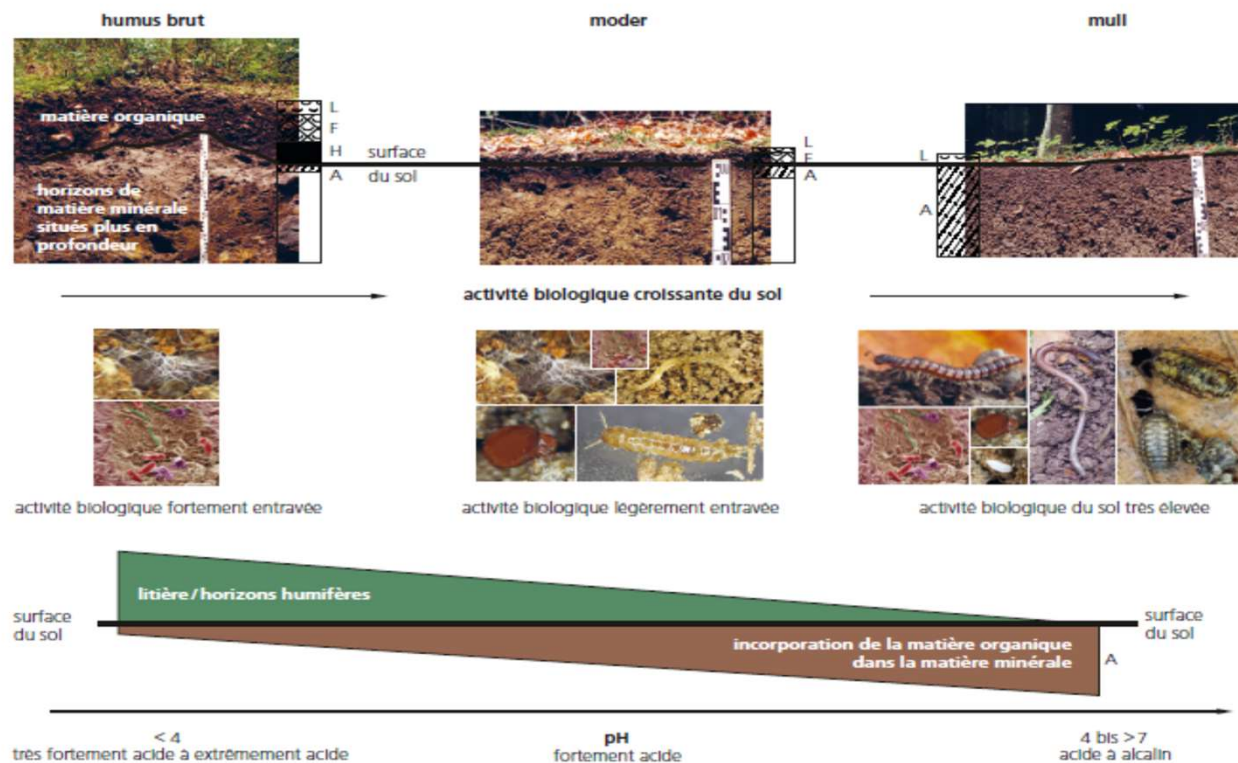 humus brut
moder
mull
matière organique
horizons de
matière minérale
situés plus en
profondeur
L
F
H
A
surface
du sol
L
F
A
L
A
activité biologique croissante du sol
activité biologique fortement entravée
activité biologique légèrement entravée
activité biologique du sol très élevée
litière/horizons humifères
surface
du sol
surface
du sol
incorporation de la matière organique
dans la matière minérale
A
< 4
très fortement acide à extrêmement acide
pH
fortement acide
4 bis >7
acide à alcalin